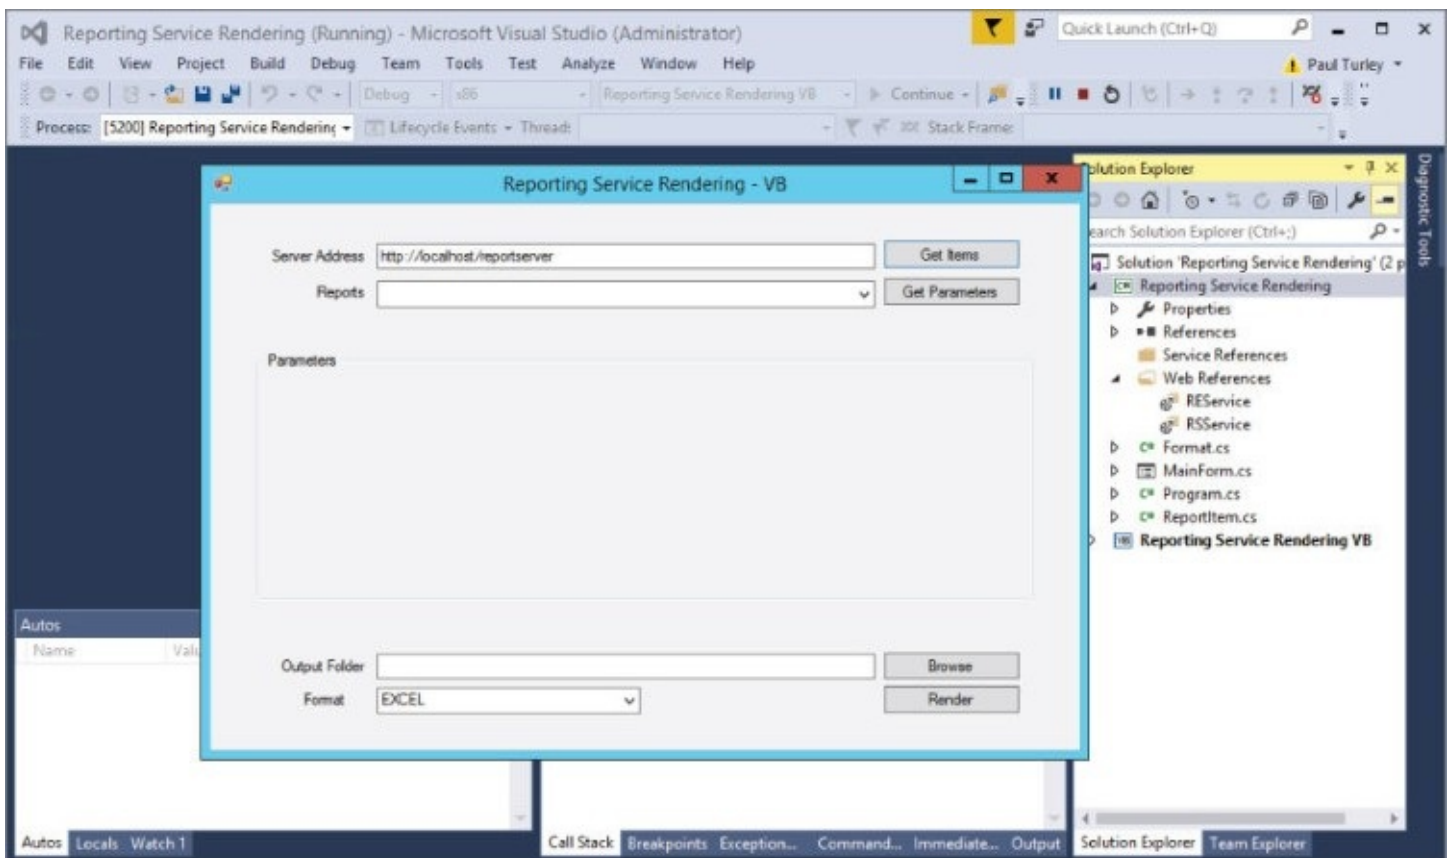 Reporting Service Rendering (Running) - Microsoft Visual Studio (Administrator)
Quick Launch (Ctrl+Q)
File Edit View Project Build Debug Team Tools Test Analyze Window Help
Paul Turley
Debug x86 Reporting Service Rendering VB Continue
Process: [5200] Reporting Service Rendering Lifecycle Events Thread: Stack Frame:
Reporting Service Rendering - VB
Server Address http://localhost/reportserver Get Items
Reports Get Parameters
Parameters
Output Folder Browse
Format EXCEL Render
Solution Explorer
Search Solution Explorer (Ctrl+;)
Solution 'Reporting Service Rendering' (2 p
C# Reporting Service Rendering
Properties
References
Service References
Web References
REService
RSService
C# Format.cs
MainForm.cs
C# Program.cs
C# ReportItem.cs
VB Reporting Service Rendering VB
Diagnostic Tools
Autos
Name Valu
Autos Locals Watch 1
Call Stack Breakpoints Exception... Command... Immediate... Output
Solution Explorer Team Explorer